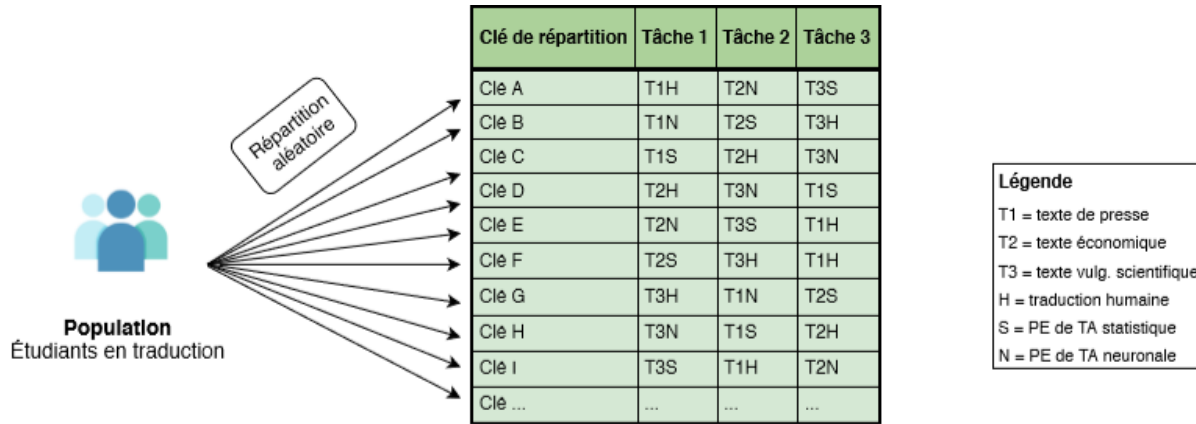 Clé de répartition Tâche 1 Tâche 2 Tâche 3
Clé A T1H T2N T3S
Clé B T1N T2S T3H
Clé C T1S T2H T3N
Clé D T2H T3N T1S
Clé E T2N T3S T1H
Clé F T2S T3H T1H
Clé G T3H T1N T2S
Clé H T3N T1S T2H
Clé I T3S T1H T2N
Clé ... ... ... ...
Répartition
aléatoire
Population
Étudiants en traduction
Légende
T1 = texte de presse
T2 = texte économique
T3 = texte vulg. scientifique
H = traduction humaine
S = PE de TA statistique
N = PE de TA neuronale